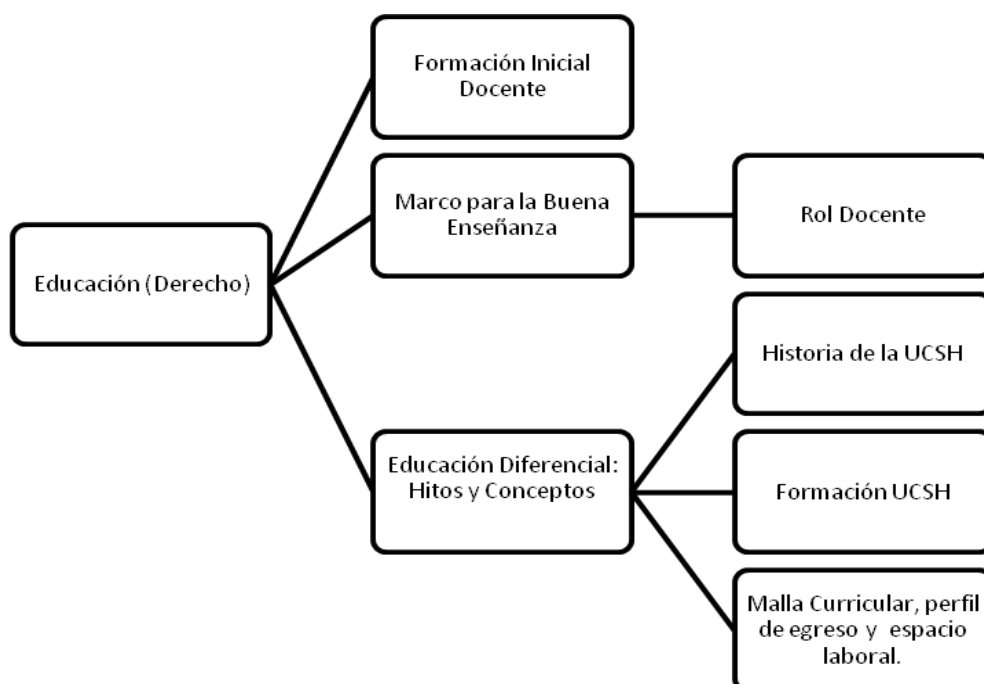 Formación Inicial
Docente
Marco para la Buena
Enseñanza
Rol Docente
Educación (Derecho)
Historia de la UCSH
Educación Diferencial:
Hitos y Conceptos
Formación UCSH
Malla Curricular, perfil
de egreso y espacio
laboral.